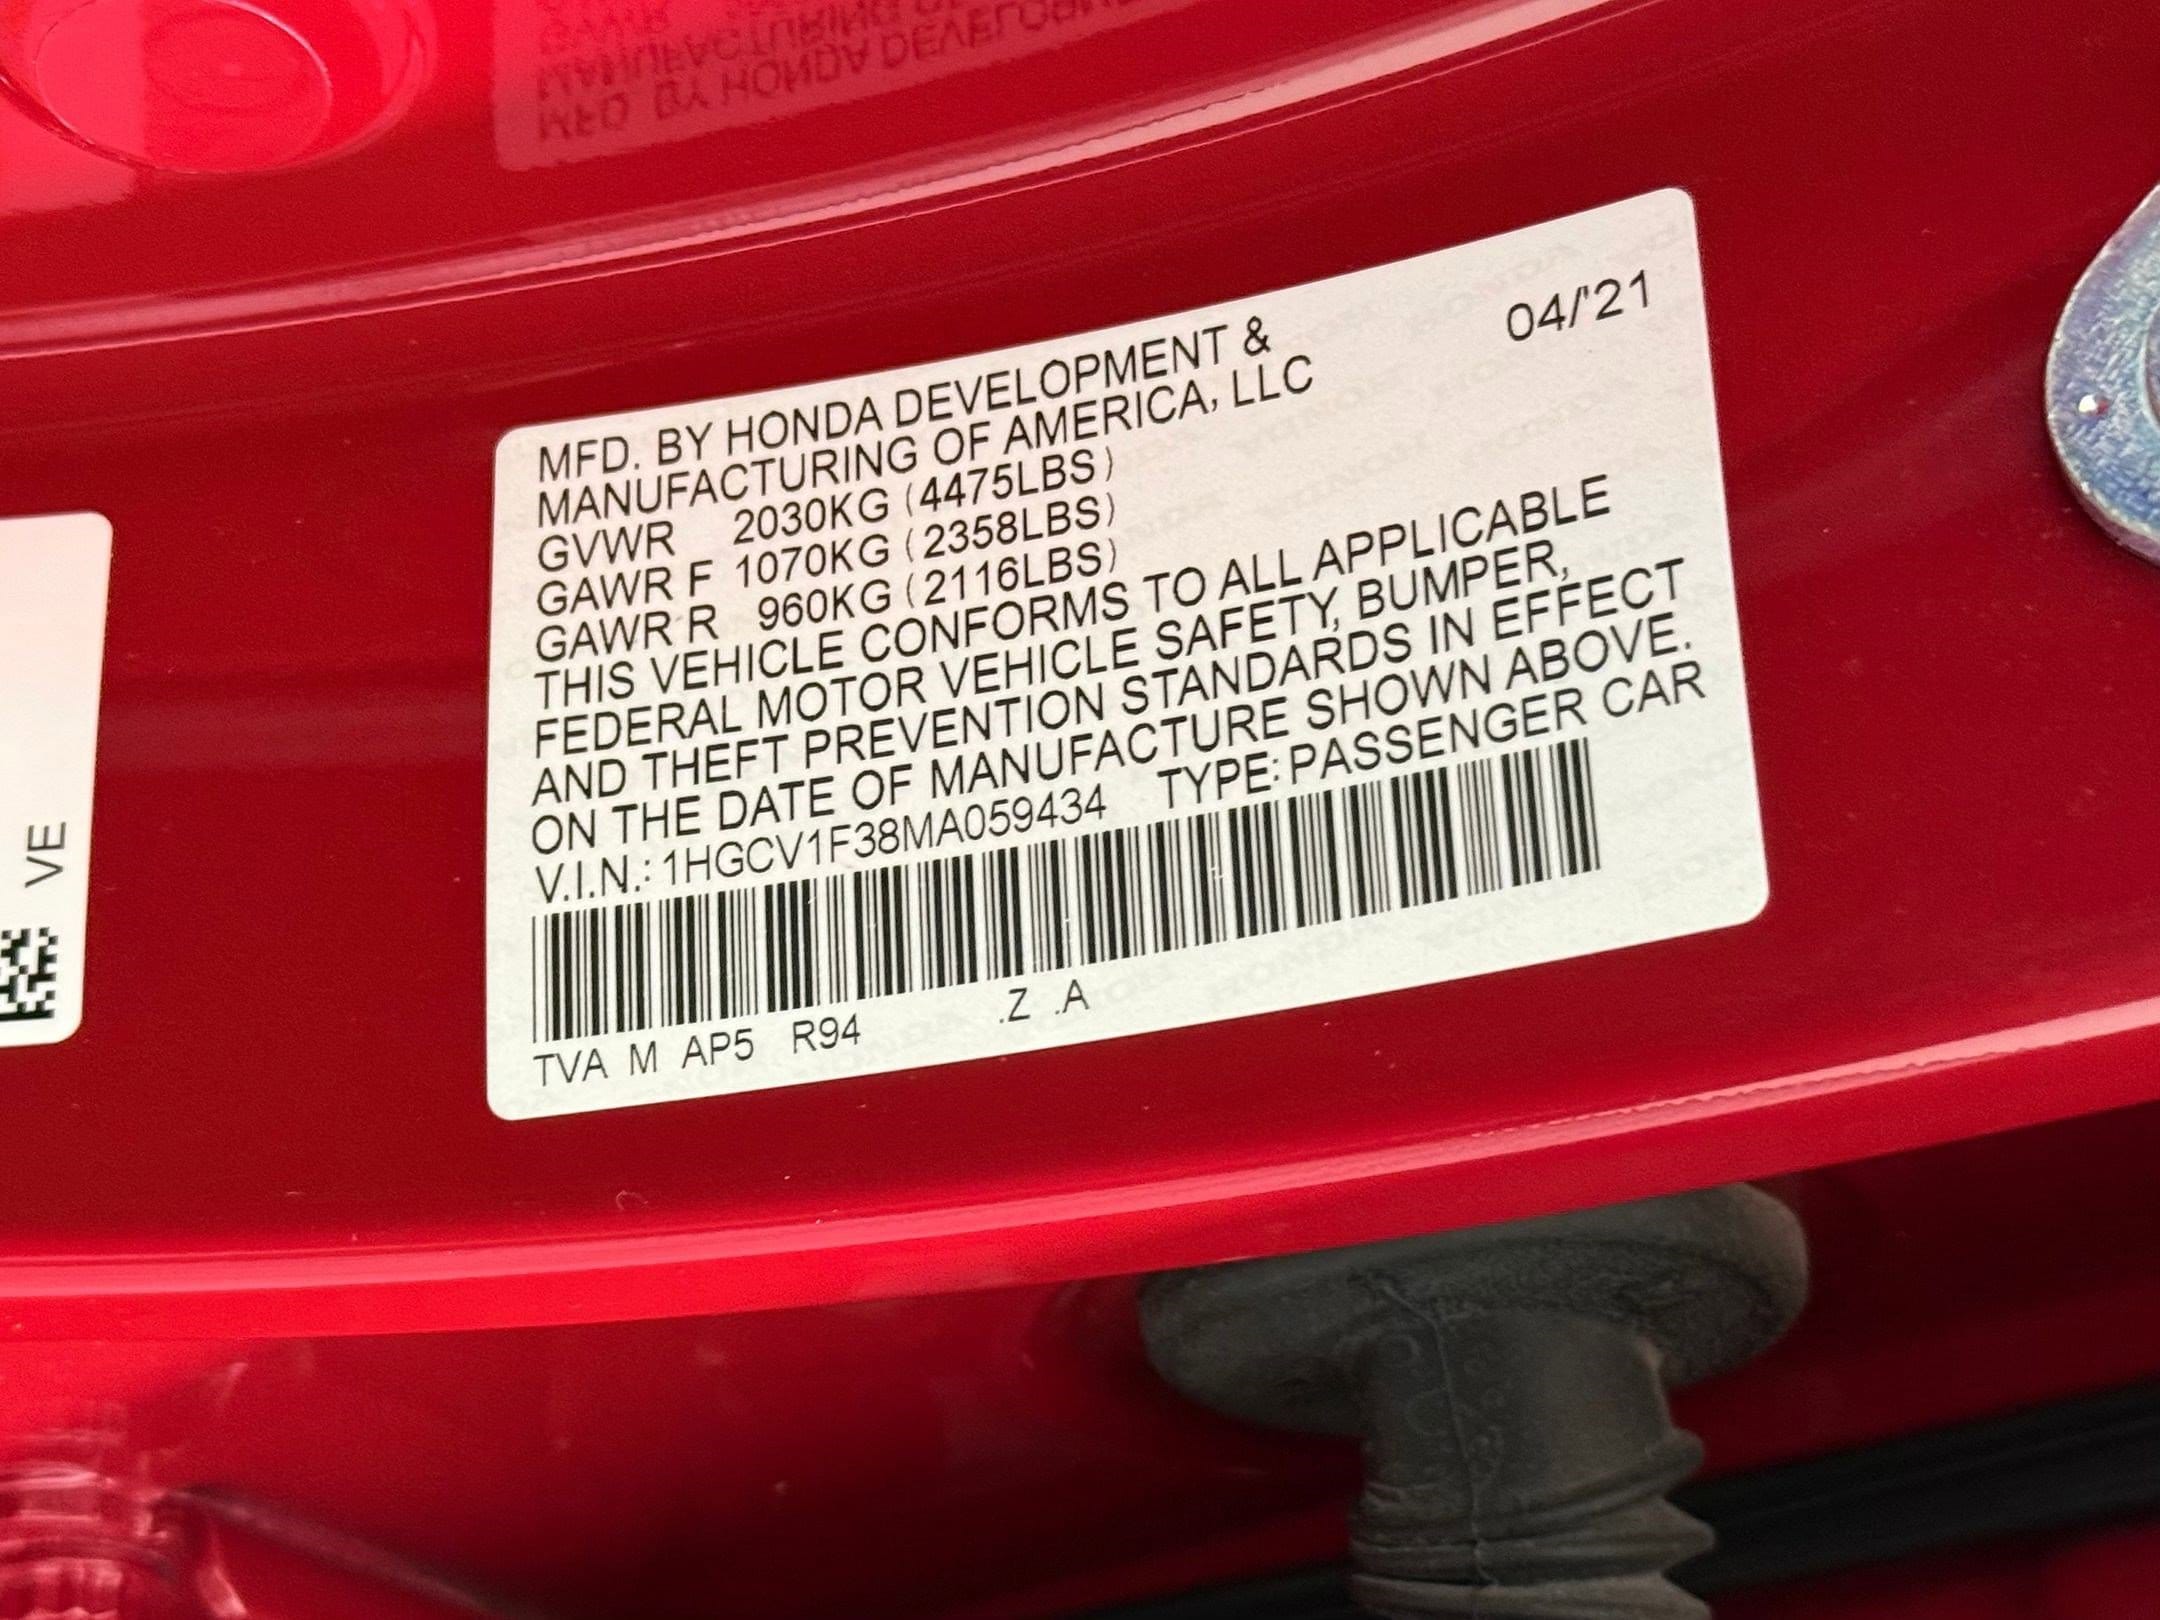 MFD. BY HONDA DEVELOPMENT &
MANUFACTURING OF AMERICA, LLC
04/'21
GVWR 2030KG (4475LBS)
GAWR F 1070KG (2358LBS)
GAWR R 960KG (2116LBS)
THIS VEHICLE CONFORMS TO ALL APPLICABLE
FEDERAL MOTOR VEHICLE SAFETY, BUMPER,
AND THEFT PREVENTION STANDARDS IN EFFECT
ON THE DATE OF MANUFACTURE SHOWN ABOVE.
V.I.N.: 1HGCV1F38MA059434 TYPE: PASSENGER CAR
TVA M AP5 R94 .Z .A
VE